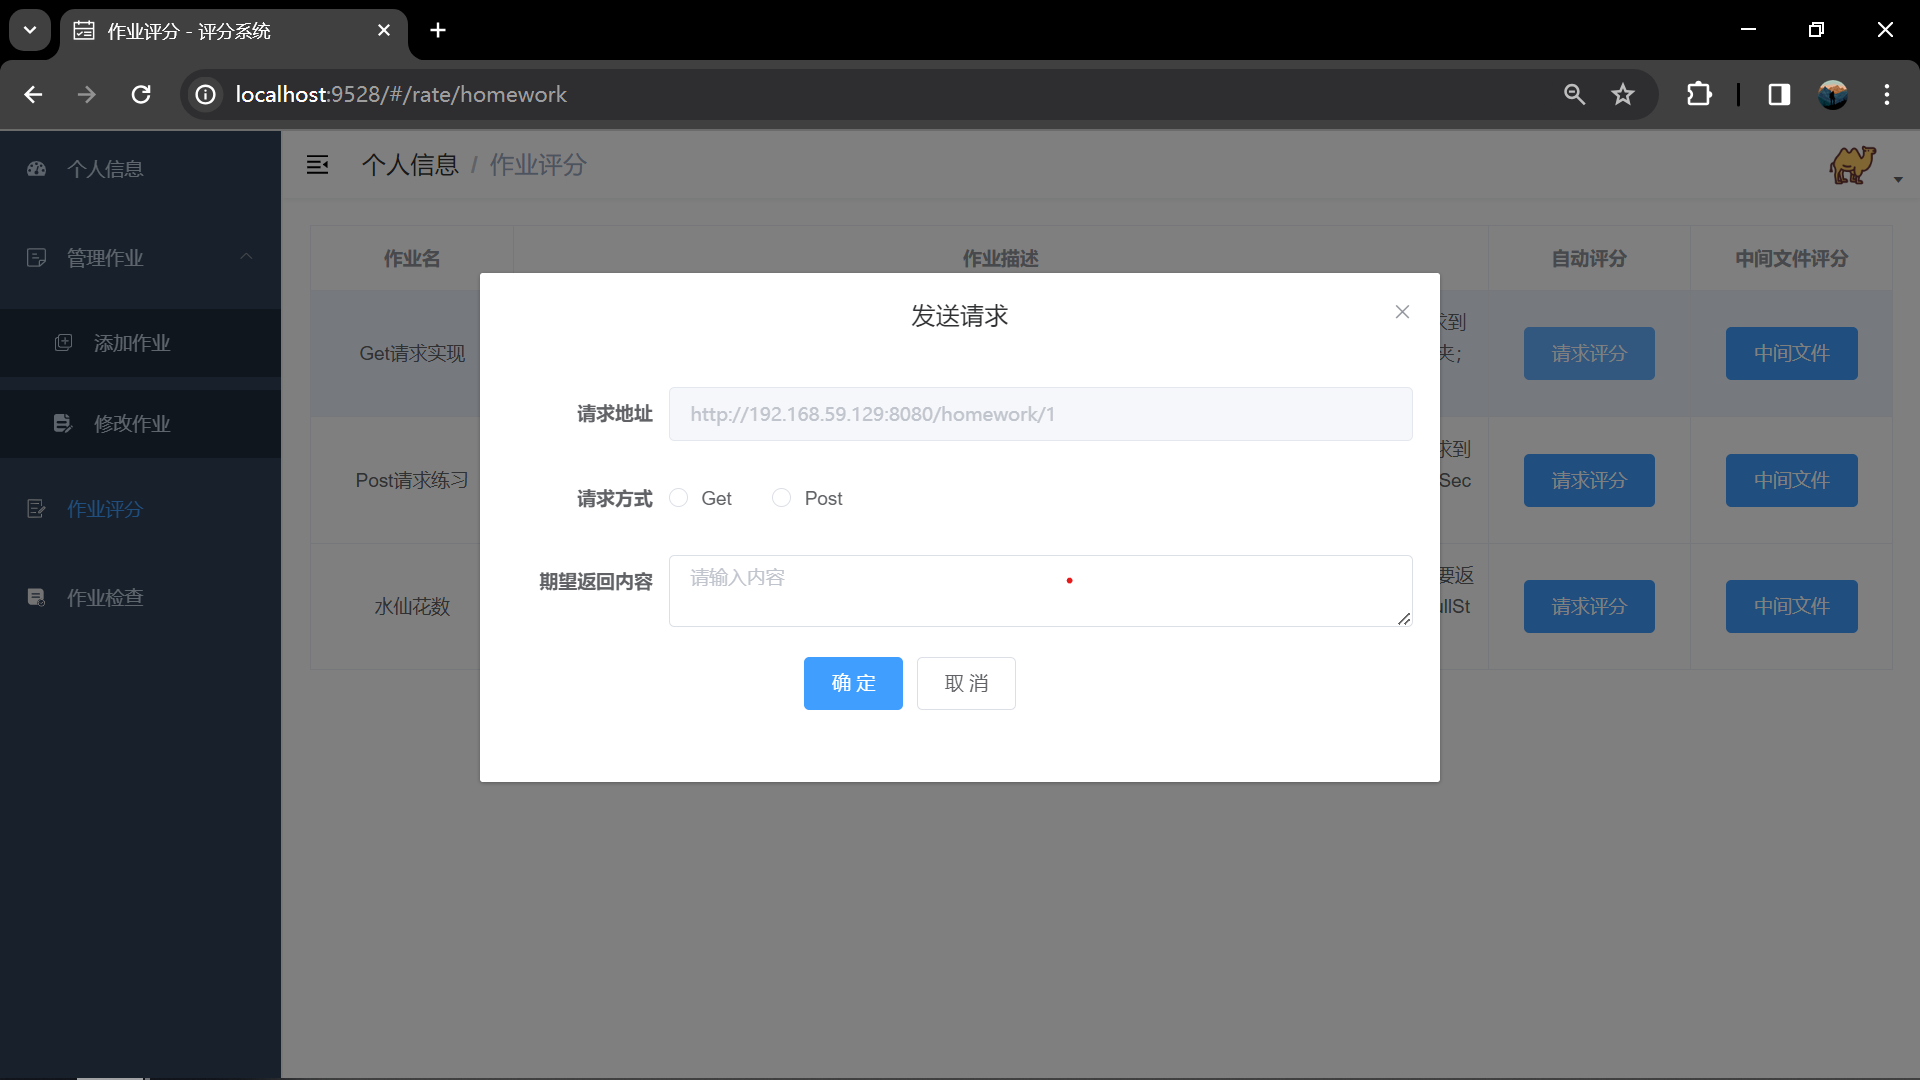 作业评分 - 评分系统
localhost:9528/#/rate/homework
个人信息
管理作业
添加作业
修改作业
作业评分
作业检查
个人信息 / 作业评分
作业名 作业描述 自动评分 中间文件评分
Get请求实现 求到 请求评分 中间文件
夹;
Post请求练习 求到 请求评分 中间文件
Sec
水仙花数 要返 请求评分 中间文件
ullSt
发送请求
请求地址 http://192.168.59.129:8080/homework/1
请求方式 Get Post
期望返回内容 请输入内容
确 定 取 消